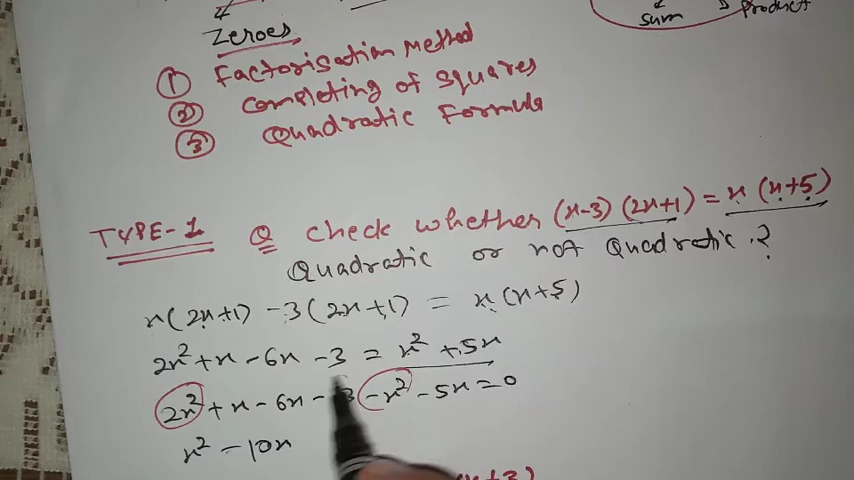 Sum Product
Zeroes
① Factorisation Method
② Completing of squares
③ Quadratic Formula
TYPE-1 Q check whether (x-3) (2x+1) = x (x+5)
Quadratic or not Quadratic ?
x(2x+1) -3(2x+1) = x(x+5)
2x² + x - 6x - 3 = x² + 5x
2x² + x - 6x - 3 - x² - 5x = 0
x² - 10x